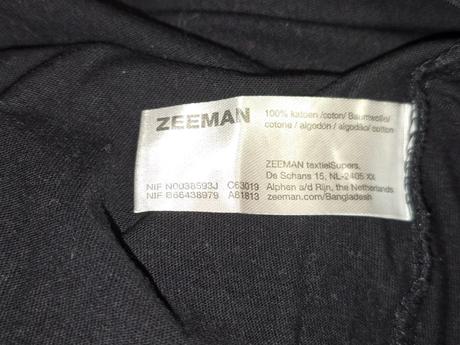 ZEEMAN
100% katoen /coton/ Baumwolle/
cotone / algodón / algodão/ cotton
ZEEMAN textielSupers,
De Schans 15, NL-2405 XX
Alphen a/d Rijn, the Netherlands
zeeman.com/Bangladesh
NIF N0038593J C63019
NIF B66438979 A81813